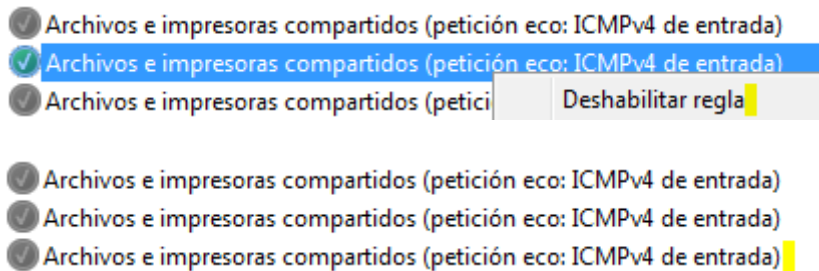 Archivos e impresoras compartidos (petición eco: ICMPv4 de entrada)
Archivos e impresoras compartidos (petición eco: ICMPv4 de entrada)
Archivos e impresoras compartidos (petici
Deshabilitar regla
Archivos e impresoras compartidos (petición eco: ICMPv4 de entrada)
Archivos e impresoras compartidos (petición eco: ICMPv4 de entrada)
Archivos e impresoras compartidos (petición eco: ICMPv4 de entrada)